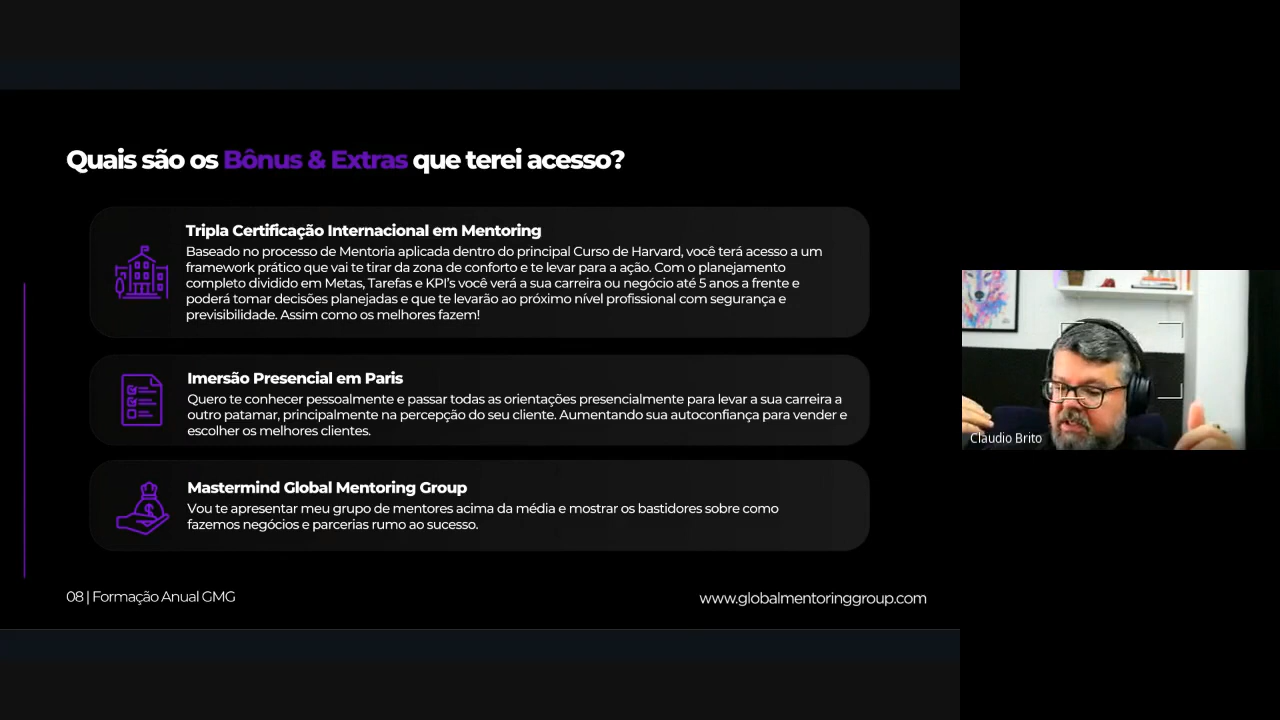 Quais são os Bônus & Extras que terei acesso?
Tripla Certificação Internacional em Mentoring
Baseado no processo de Mentoria aplicada dentro do principal Curso de Harvard, você terá acesso a um
framework prático que vai te tirar da zona de conforto e te levar para a ação. Com o planejamento
completo dividido em Metas, Tarefas e KPI's você verá a sua carreira ou negócio até 5 anos a frente e
poderá tomar decisões planejadas e que te levarão ao próximo nível profissional com segurança e
previsibilidade. Assim como os melhores fazem!
Imersão Presencial em Paris
Quero te conhecer pessoalmente e passar todas as orientações presencialmente para levar a sua carreira a
outro patamar, principalmente na percepção do seu cliente. Aumentando sua autoconfiança para vender e
escolher os melhores clientes.
Mastermind Global Mentoring Group
Vou te apresentar meu grupo de mentores acima da média e mostrar os bastidores sobre como
fazemos negócios e parcerias rumo ao sucesso.
08 | Formação Anual GMG
www.globalmentoringgroup.com
Claudio Brito